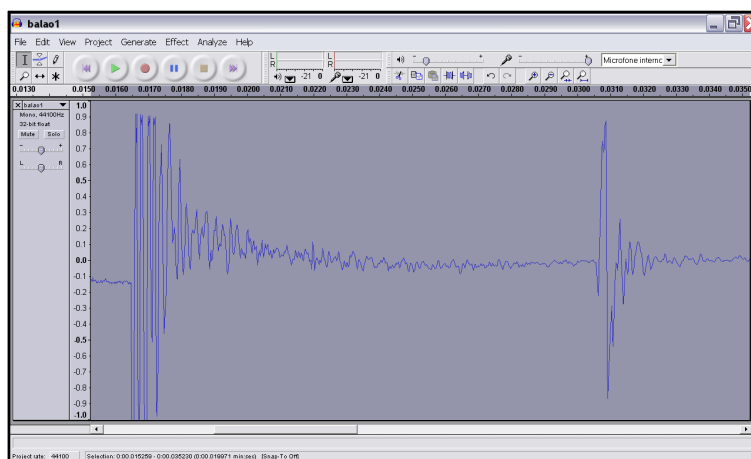 balao1
File Edit View Project Generate Effect Analyze Help
L
R
L
R
-21 0
-21 0
Microfone interno
0.0130 0.0150 0.0160 0.0170 0.0180 0.0190 0.0200 0.0210 0.0220 0.0230 0.0240 0.0250 0.0260 0.0270 0.0280 0.0290 0.0300 0.0310 0.0320 0.0330 0.0340 0.0350
balao1
Mono, 44100Hz
32-bit float
Mute Solo
- +
L R
1.0
0.9
0.8
0.7
0.6
0.5
0.4
0.3
0.2
0.1
0.0
-0.1
-0.2
-0.3
-0.4
-0.5
-0.6
-0.7
-0.8
-0.9
-1.0
Project rate: 44100 Selection: 0:00.015259 - 0:00.035230 (0:00.019971 min:sec) [Snap-To Off]